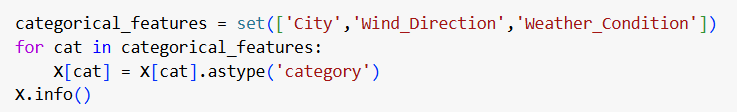 categorical_features = set(['City','Wind_Direction','Weather_Condition'])
for cat in categorical_features:
    X[cat] = X[cat].astype('category')
X.info()